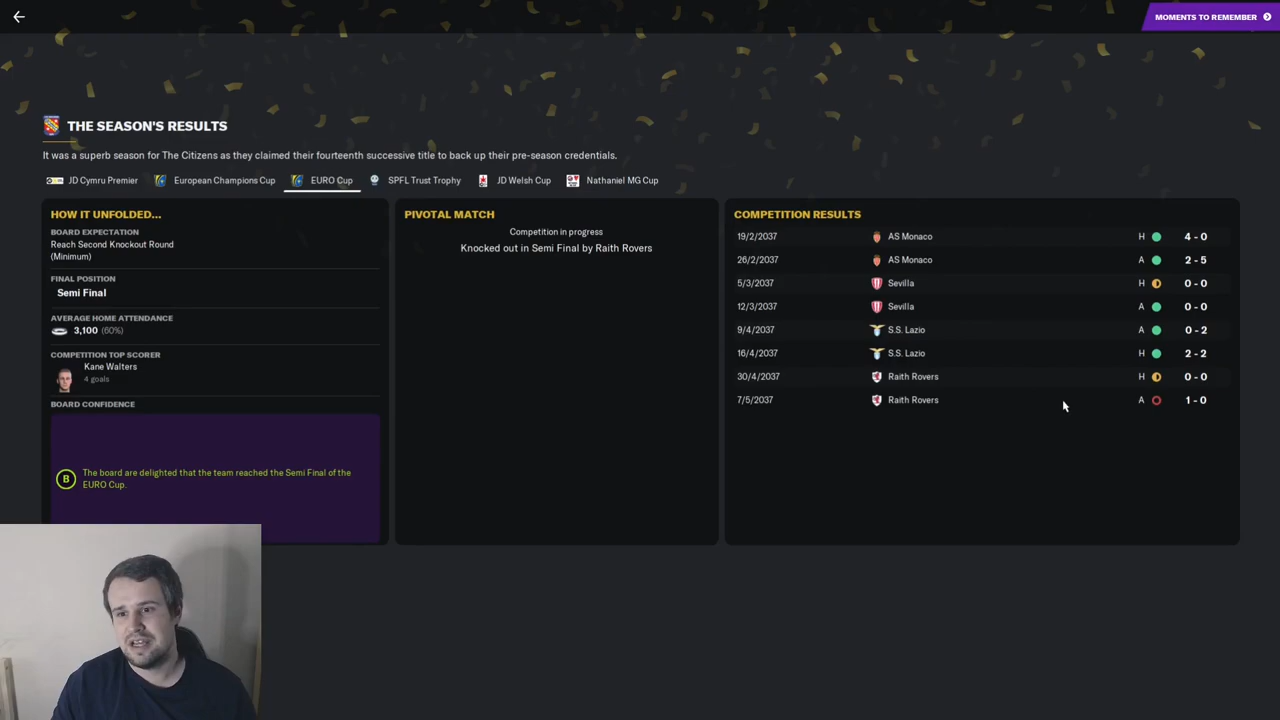 MOMENTS TO REMEMBER
THE SEASON'S RESULTS
It was a superb season for The Citizens as they claimed their fourteenth successive title to back up their pre-season credentials.
JD Cymru Premier European Champions Cup EURO Cup SPFL Trust Trophy JD Welsh Cup Nathaniel MG Cup
HOW IT UNFOLDED...
BOARD EXPECTATION
Reach Second Knockout Round
(Minimum)
FINAL POSITION
Semi Final
AVERAGE HOME ATTENDANCE
3,100 (60%)
COMPETITION TOP SCORER
Kane Walters
4 goals
BOARD CONFIDENCE
B
The board are delighted that the team reached the Semi Final of the
EURO Cup.
PIVOTAL MATCH
Competition in progress
Knocked out in Semi Final by Raith Rovers
COMPETITION RESULTS
19/2/2037 AS Monaco H 4 - 0
26/2/2037 AS Monaco A 2 - 5
5/3/2037 Sevilla H 0 - 0
12/3/2037 Sevilla A 0 - 0
9/4/2037 S.S. Lazio A 0 - 2
16/4/2037 S.S. Lazio H 2 - 2
30/4/2037 Raith Rovers H 0 - 0
7/5/2037 Raith Rovers A 1 - 0